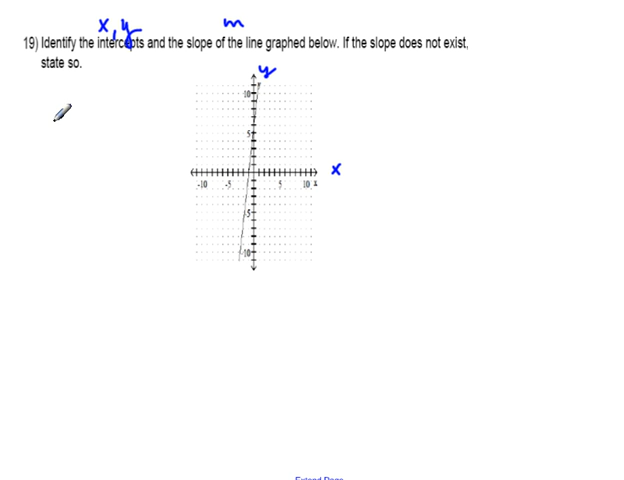 x, y
m
19) Identify the intercepts and the slope of the line graphed below. If the slope does not exist,
state so.
y
10
5
x
-10 -5 5 10 x
-5
-10